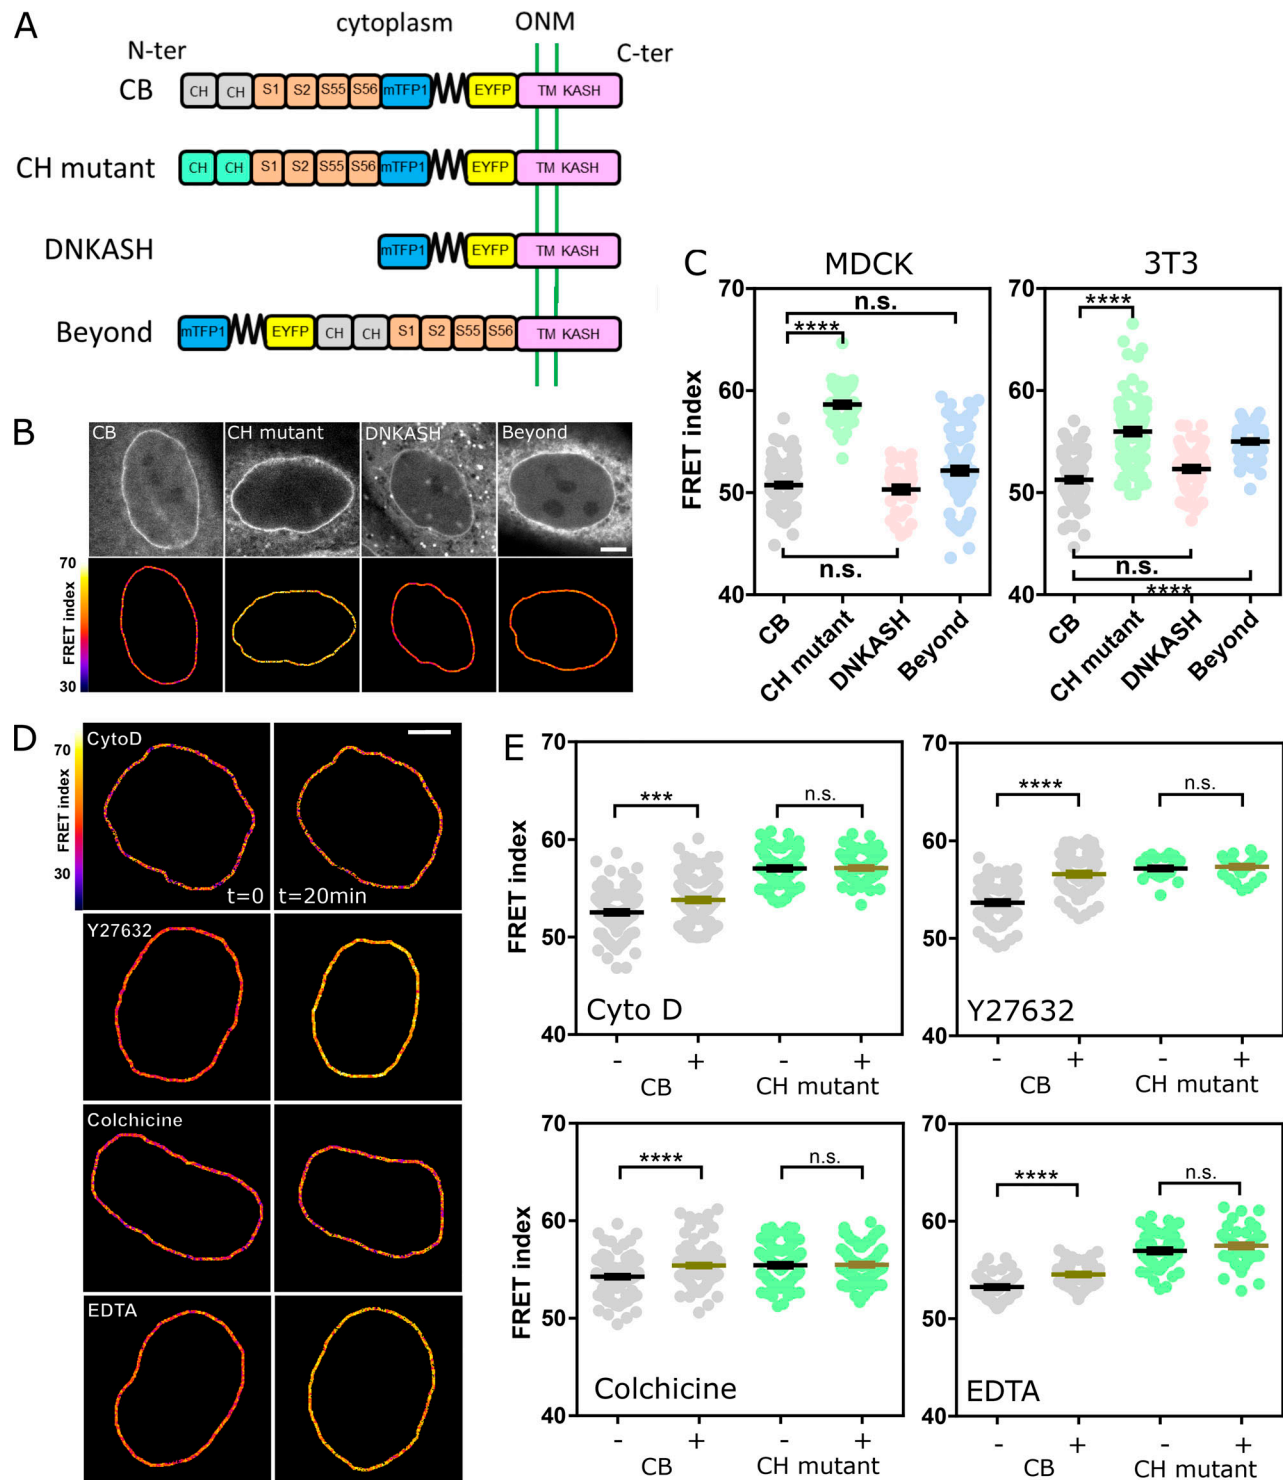 A
cytoplasm
ONM
N-ter
C-ter
CB
CH CH S1 S2 S55 S56 mTFP1 EYFP TM KASH
CH mutant
CH CH S1 S2 S55 S56 mTFP1 EYFP TM KASH
DNKASH
mTFP1 EYFP TM KASH
Beyond
mTFP1 EYFP CH CH S1 S2 S55 S56 TM KASH
B
CB
CH mutant
DNKASH
Beyond
70
FRET index
30
C
MDCK
3T3
FRET index
70
60
50
40
n.s.
****
n.s.
CB
CH mutant
DNKASH
Beyond
70
60
50
40
****
n.s.
****
CB
CH mutant
DNKASH
Beyond
D
70
FRET index
30
CytoD
t=0
t=20min
Y27632
Colchicine
EDTA
E
FRET index
70
60
50
40
***
n.s.
Cyto D
- + - +
CB
CH mutant
70
60
50
40
****
n.s.
Y27632
- + - +
CB
CH mutant
FRET index
70
60
50
40
****
n.s.
Colchicine
- + - +
CB
CH mutant
70
60
50
40
****
n.s.
EDTA
- + - +
CB
CH mutant